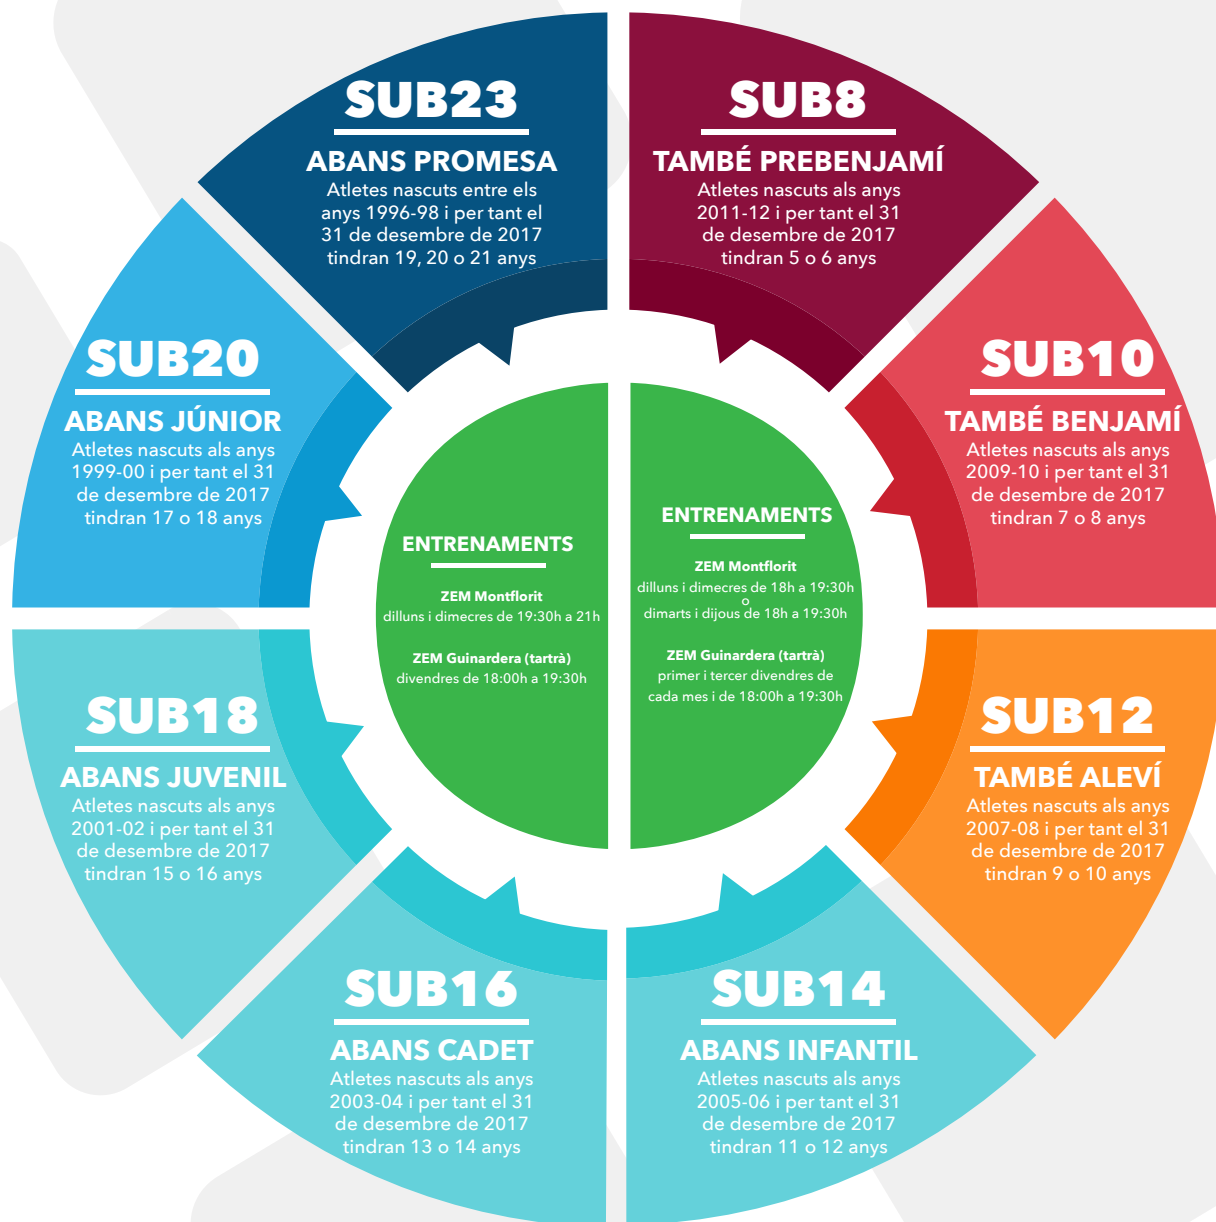 SUB23
ABANS PROMESA
Atletes nascuts entre els
anys 1996-98 i per tant el
31 de desembre de 2017
tindran 19, 20 o 21 anys
SUB8
TAMBÉ PREBENJAMÍ
Atletes nascuts als anys
2011-12 i per tant el 31
de desembre de 2017
tindran 5 o 6 anys
SUB20
ABANS JÚNIOR
Atletes nascuts als anys
1999-00 i per tant el 31
de desembre de 2017
tindran 17 o 18 anys
SUB10
TAMBÉ BENJAMÍ
Atletes nascuts als anys
2009-10 i per tant el 31
de desembre de 2017
tindran 7 o 8 anys
ENTRENAMENTS
ZEM Montflorit
dilluns i dimecres de 19:30h a 21h
ZEM Guinardera (tartrà)
divendres de 18:00h a 19:30h
ENTRENAMENTS
ZEM Montflorit
dilluns i dimecres de 18h a 19:30h
o
dimarts i dijous de 18h a 19:30h
ZEM Guinardera (tartrà)
primer i tercer divendres de
cada mes i de 18:00h a 19:30h
SUB18
ABANS JUVENIL
Atletes nascuts als anys
2001-02 i per tant el 31
de desembre de 2017
tindran 15 o 16 anys
SUB12
TAMBÉ ALEVÍ
Atletes nascuts als anys
2007-08 i per tant el 31
de desembre de 2017
tindran 9 o 10 anys
SUB16
ABANS CADET
Atletes nascuts als anys
2003-04 i per tant el 31
de desembre de 2017
tindran 13 o 14 anys
SUB14
ABANS INFANTIL
Atletes nascuts als anys
2005-06 i per tant el 31
de desembre de 2017
tindran 11 o 12 anys